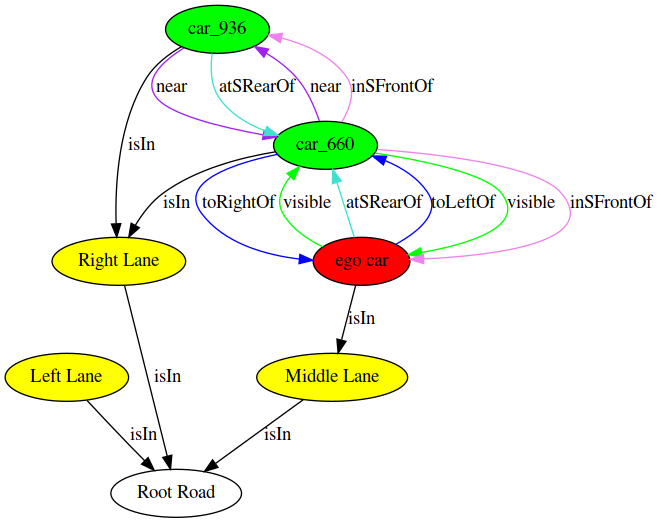 car_936
near
atSRearOf
near
inSFrontOf
isIn
car_660
isIn
toRightOf
visible
atSRearOf
toLeftOf
visible
inSFrontOf
Right Lane
ego car
isIn
Left Lane
isIn
Middle Lane
isIn
isIn
Root Road